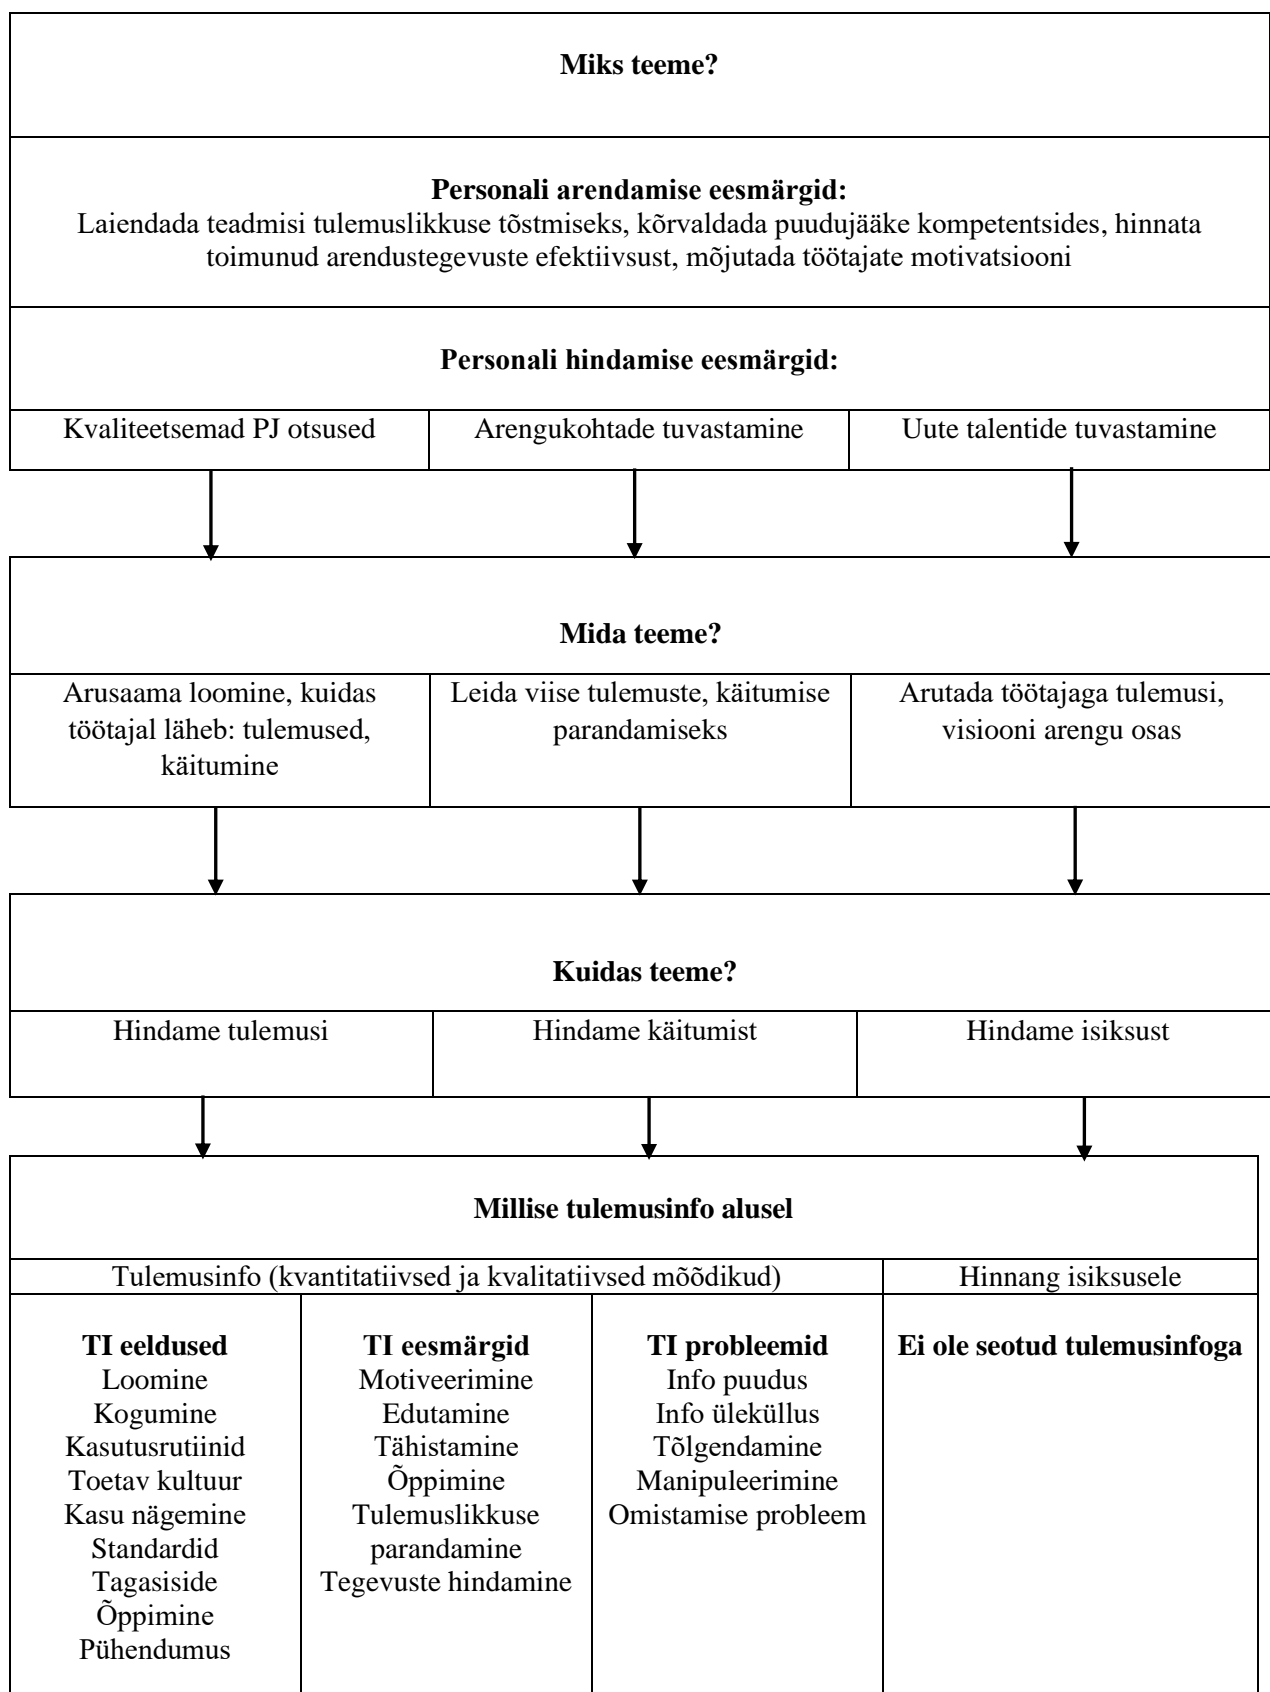 Miks teeme?
Personali arendamise eesmärgid:
Laiendada teadmisi tulemuslikkuse tõstmiseks, kõrvaldada puudujääke kompetentsides, hinnata
toimunud arendustegevuste efektiivsust, mõjutada töötajate motivatsiooni
Personali hindamise eesmärgid:
Kvaliteetsemad PJ otsused
Arengukohtade tuvastamine
Uute talentide tuvastamine
Mida teeme?
Arusaama loomine, kuidas
töötajal läheb: tulemused,
käitumine
Leida viise tulemuste, käitumise
parandamiseks
Arutada töötajaga tulemusi,
visiooni arengu osas
Kuidas teeme?
Hindame tulemusi
Hindame käitumist
Hindame isiksust
Millise tulemusinfo alusel
Tulemusinfo (kvantitatiivsed ja kvalitatiivsed mõõdikud)
Hinnang isiksusele
TI eeldused
Loomine
Kogumine
Kasutusrutiinid
Toetav kultuur
Kasu nägemine
Standardid
Tagasiside
Õppimine
Pühendumus
TI eesmärgid
Motiveerimine
Edutamine
Tähistamine
Õppimine
Tulemuslikkuse
parandamine
Tegevuste hindamine
TI probleemid
Info puudus
Info üleküllus
Tõlgendamine
Manipuleerimine
Omistamise probleem
Ei ole seotud tulemusinfoga